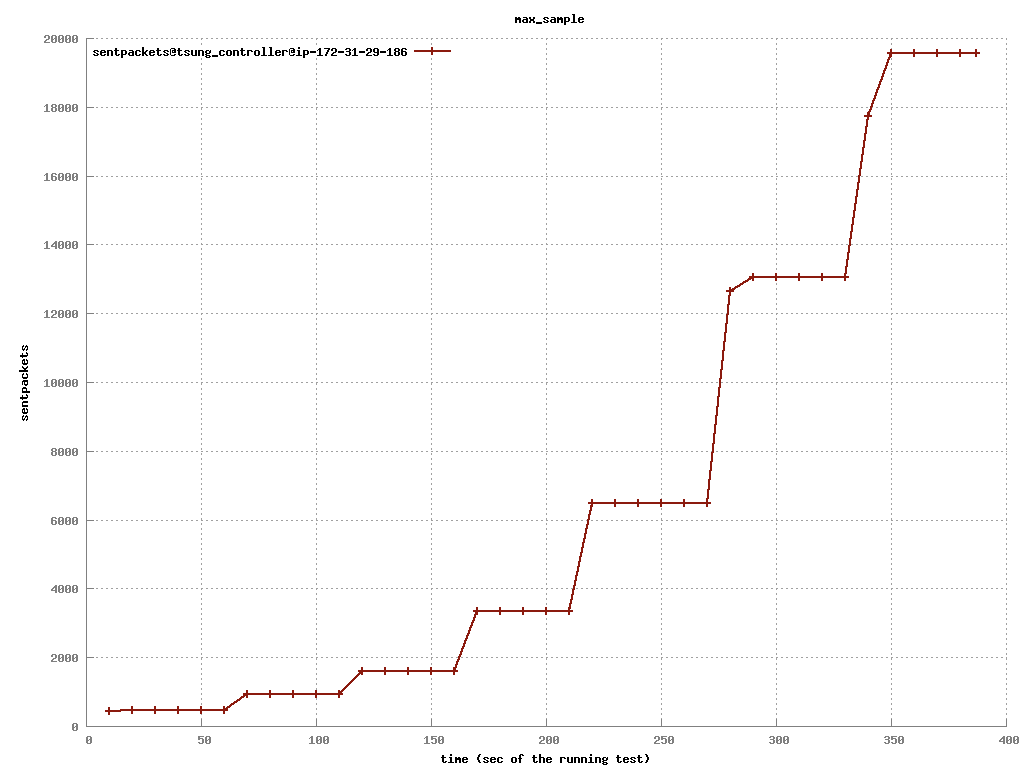 max_sample
sentpackets@tsung_controller@ip-172-31-29-186
20000
18000
16000
14000
12000
10000
8000
6000
4000
2000
0
sentpackets
0 50 100 150 200 250 300 350 400
time (sec of the running test)